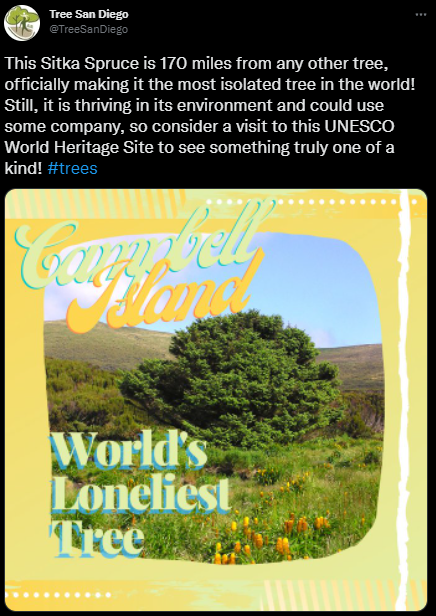 Tree San Diego
@TreeSanDiego
This Sitka Spruce is 170 miles from any other tree,
officially making it the most isolated tree in the world!
Still, it is thriving in its environment and could use
some company, so consider a visit to this UNESCO
World Heritage Site to see something truly one of a
kind! #trees
Campbell
Island
World's
Loneliest
Tree